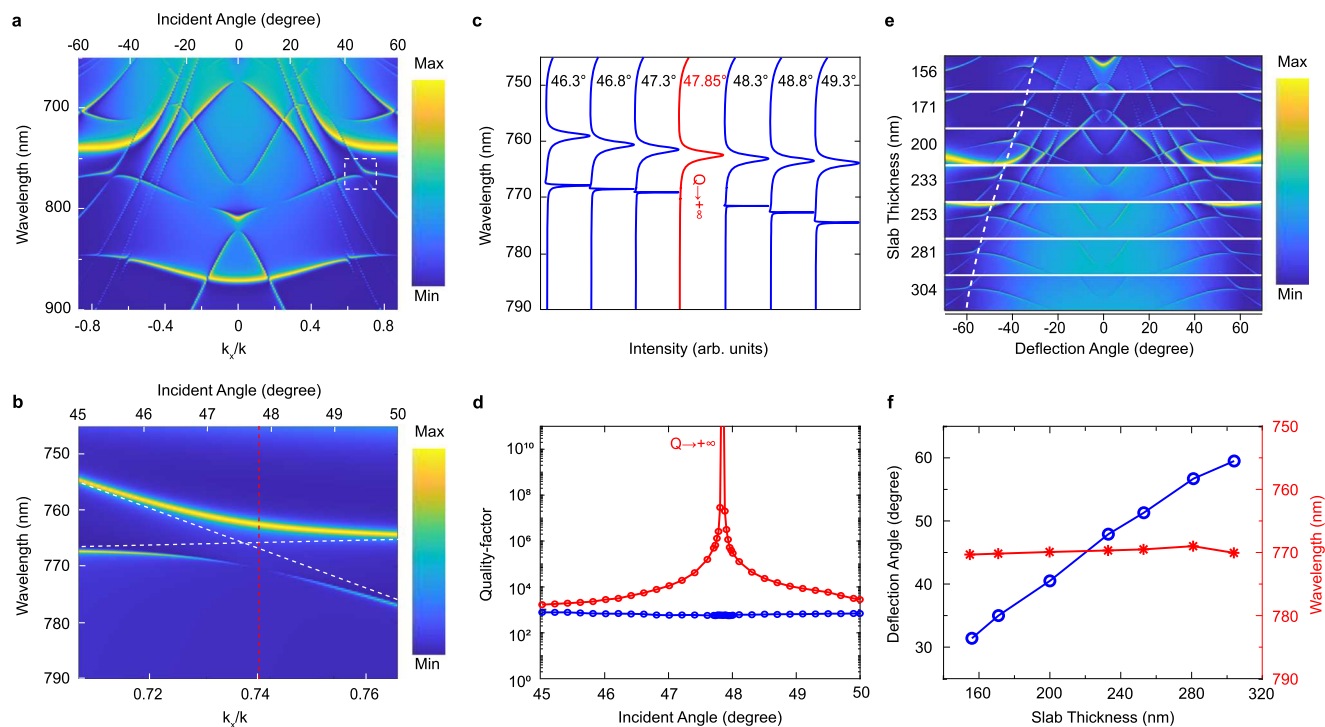 a
Incident Angle (degree)
-60 -40 -20 0 20 40 60
Wavelength (nm)
700
800
900
-0.8 -0.4 0 0.4 0.8
kx/k
Max
Min
b
Incident Angle (degree)
45 46 47 48 49 50
Wavelength (nm)
750
760
770
780
790
0.72 0.74 0.76
kx/k
Max
Min
c
46.3° 46.8° 47.3° 47.85° 48.3° 48.8° 49.3°
Wavelength (nm)
750
760
770
780
790
Q→+∞
Intensity (arb. units)
d
Quality-factor
10¹⁰
10⁸
10⁶
10⁴
10²
10⁰
Q→+∞
45 46 47 48 49 50
Incident Angle (degree)
e
Slab Thickness (nm)
156
171
200
233
253
281
304
-60 -40 -20 0 20 40 60
Deflection Angle (degree)
Max
Min
f
Deflection Angle (degree)
60
50
40
30
750
760
770
780
790
Wavelength (nm)
160 200 240 280 320
Slab Thickness (nm)